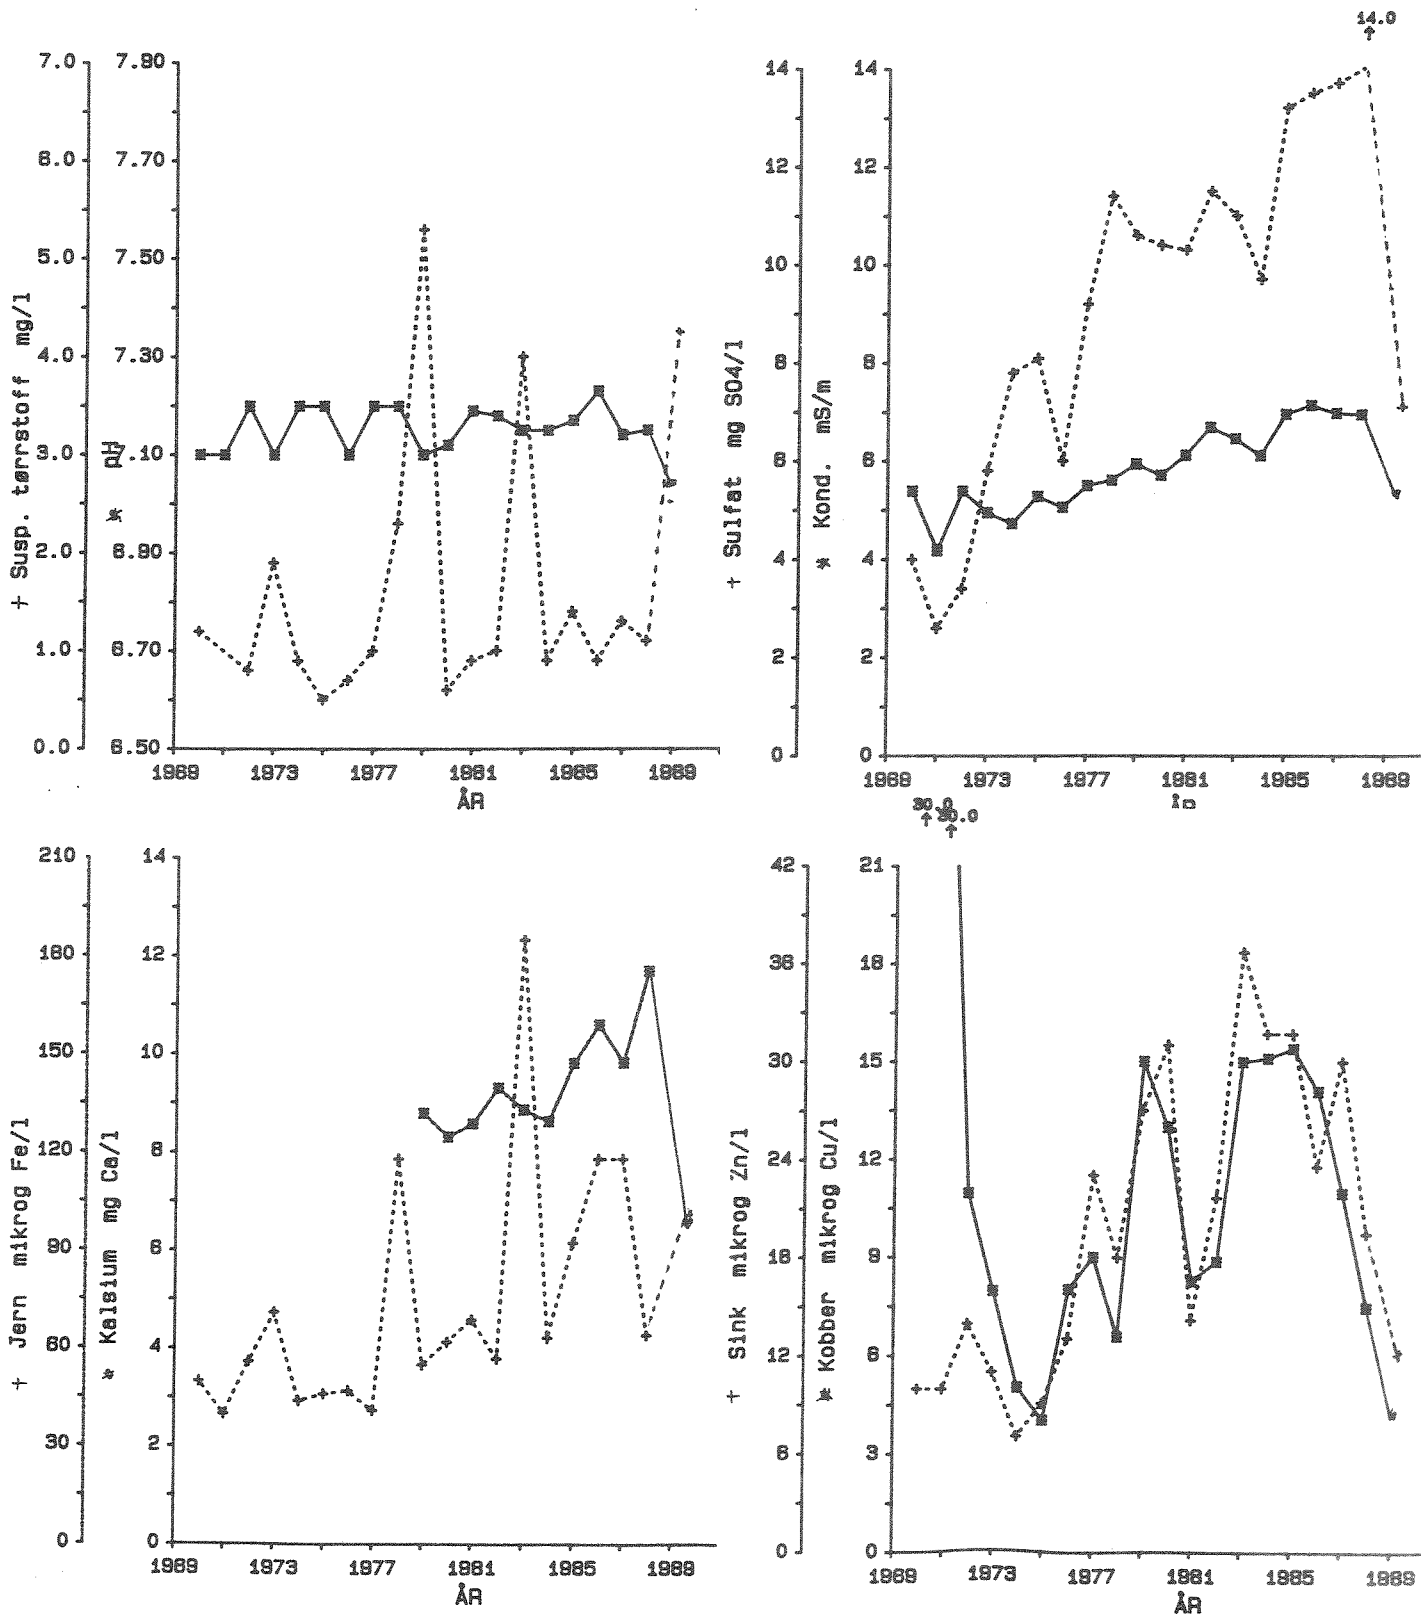 14.0
7.0 7.90
6.0 7.70
5.0 7.50
4.0 7.30
3.0 7.10
2.0 6.90
1.0 6.70
0.0 6.50
+ Susp. tørrstoff mg/l
* pH
1969 1973 1977 1981 1985 1989
ÅR
14 14
12 12
10 10
8 8
6 6
4 4
2 2
0 0
+ Sulfat mg SO4/l
* Kond. mS/m
1969 1973 1977 1981 1985 1989
ÅR
30.0
30.0
210 14
180 12
150 10
120 8
90 6
60 4
30 2
0 0
+ Jern mikrog Fe/l
* Kalsium mg Ca/l
1969 1973 1977 1981 1985 1989
ÅR
42 21
36 18
30 15
24 12
18 9
12 6
6 3
0 0
+ Sink mikrog Zn/l
* Kobber mikrog Cu/l
1969 1973 1977 1981 1985 1989
ÅR